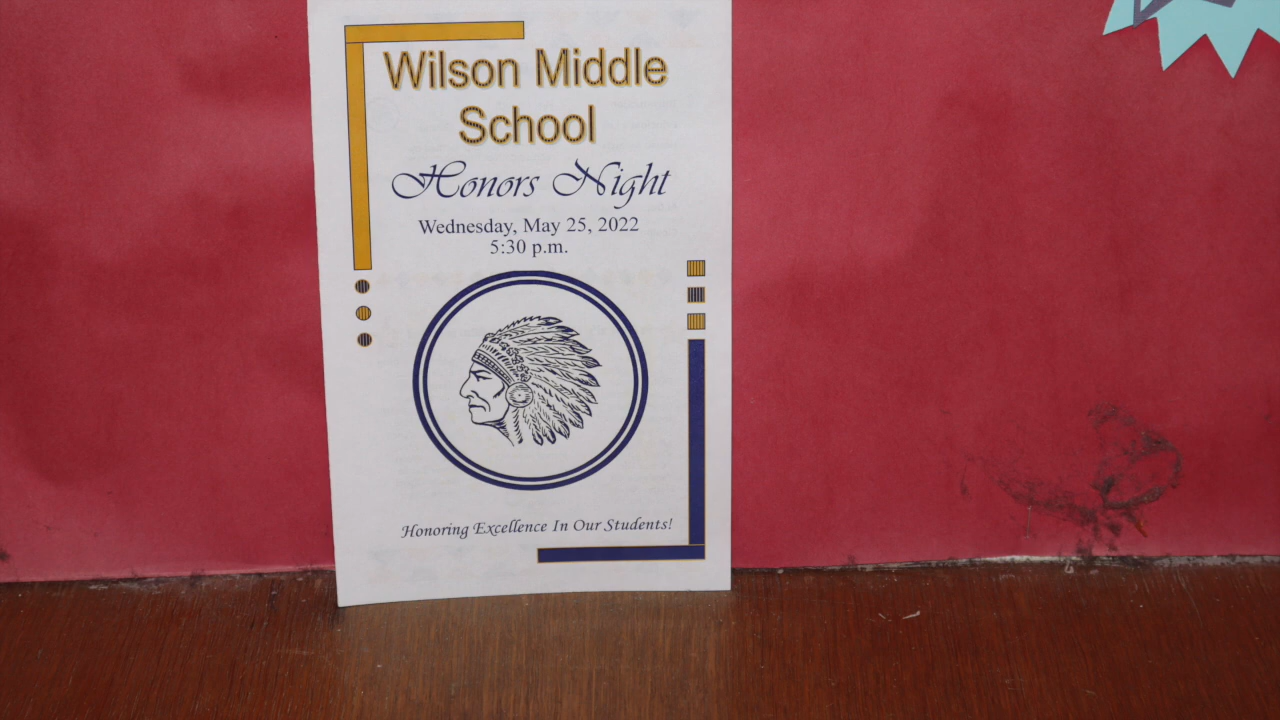 Wilson Middle
School
Honors Night
Wednesday, May 25, 2022
5:30 p.m.
Honoring Excellence In Our Students!